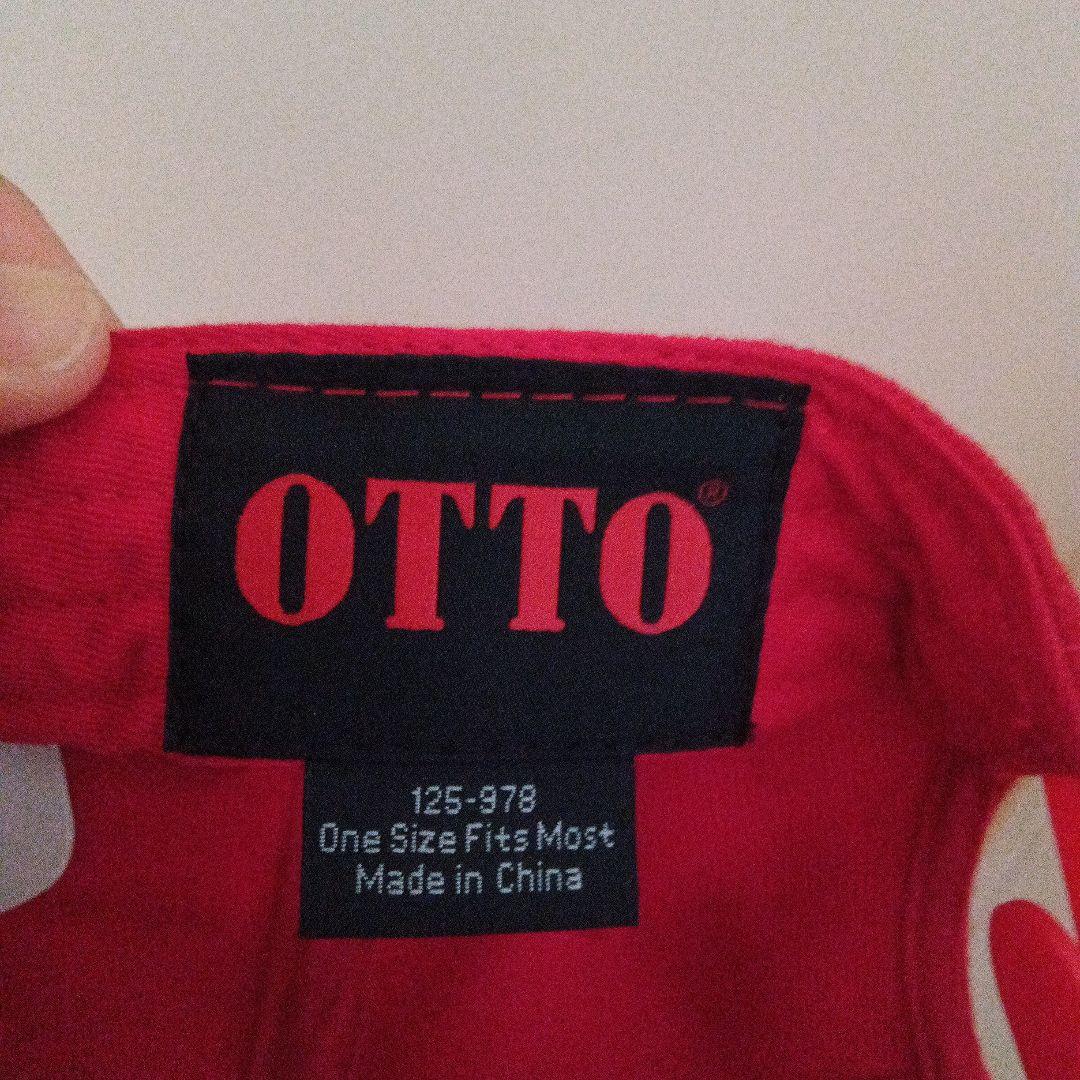 OTTO®
125-978
One Size Fits Most
Made in China